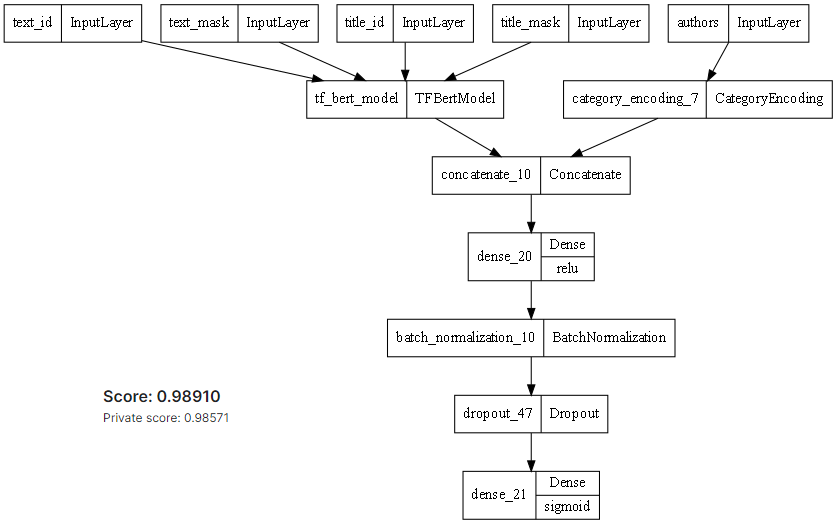 text_id InputLayer text_mask InputLayer title_id InputLayer title_mask InputLayer authors InputLayer
tf_bert_model TFBertModel category_encoding_7 CategoryEncoding
concatenate_10 Concatenate
dense_20 Dense
relu
batch_normalization_10 BatchNormalization
Score: 0.98910
Private score: 0.98571
dropout_47 Dropout
dense_21 Dense
sigmoid